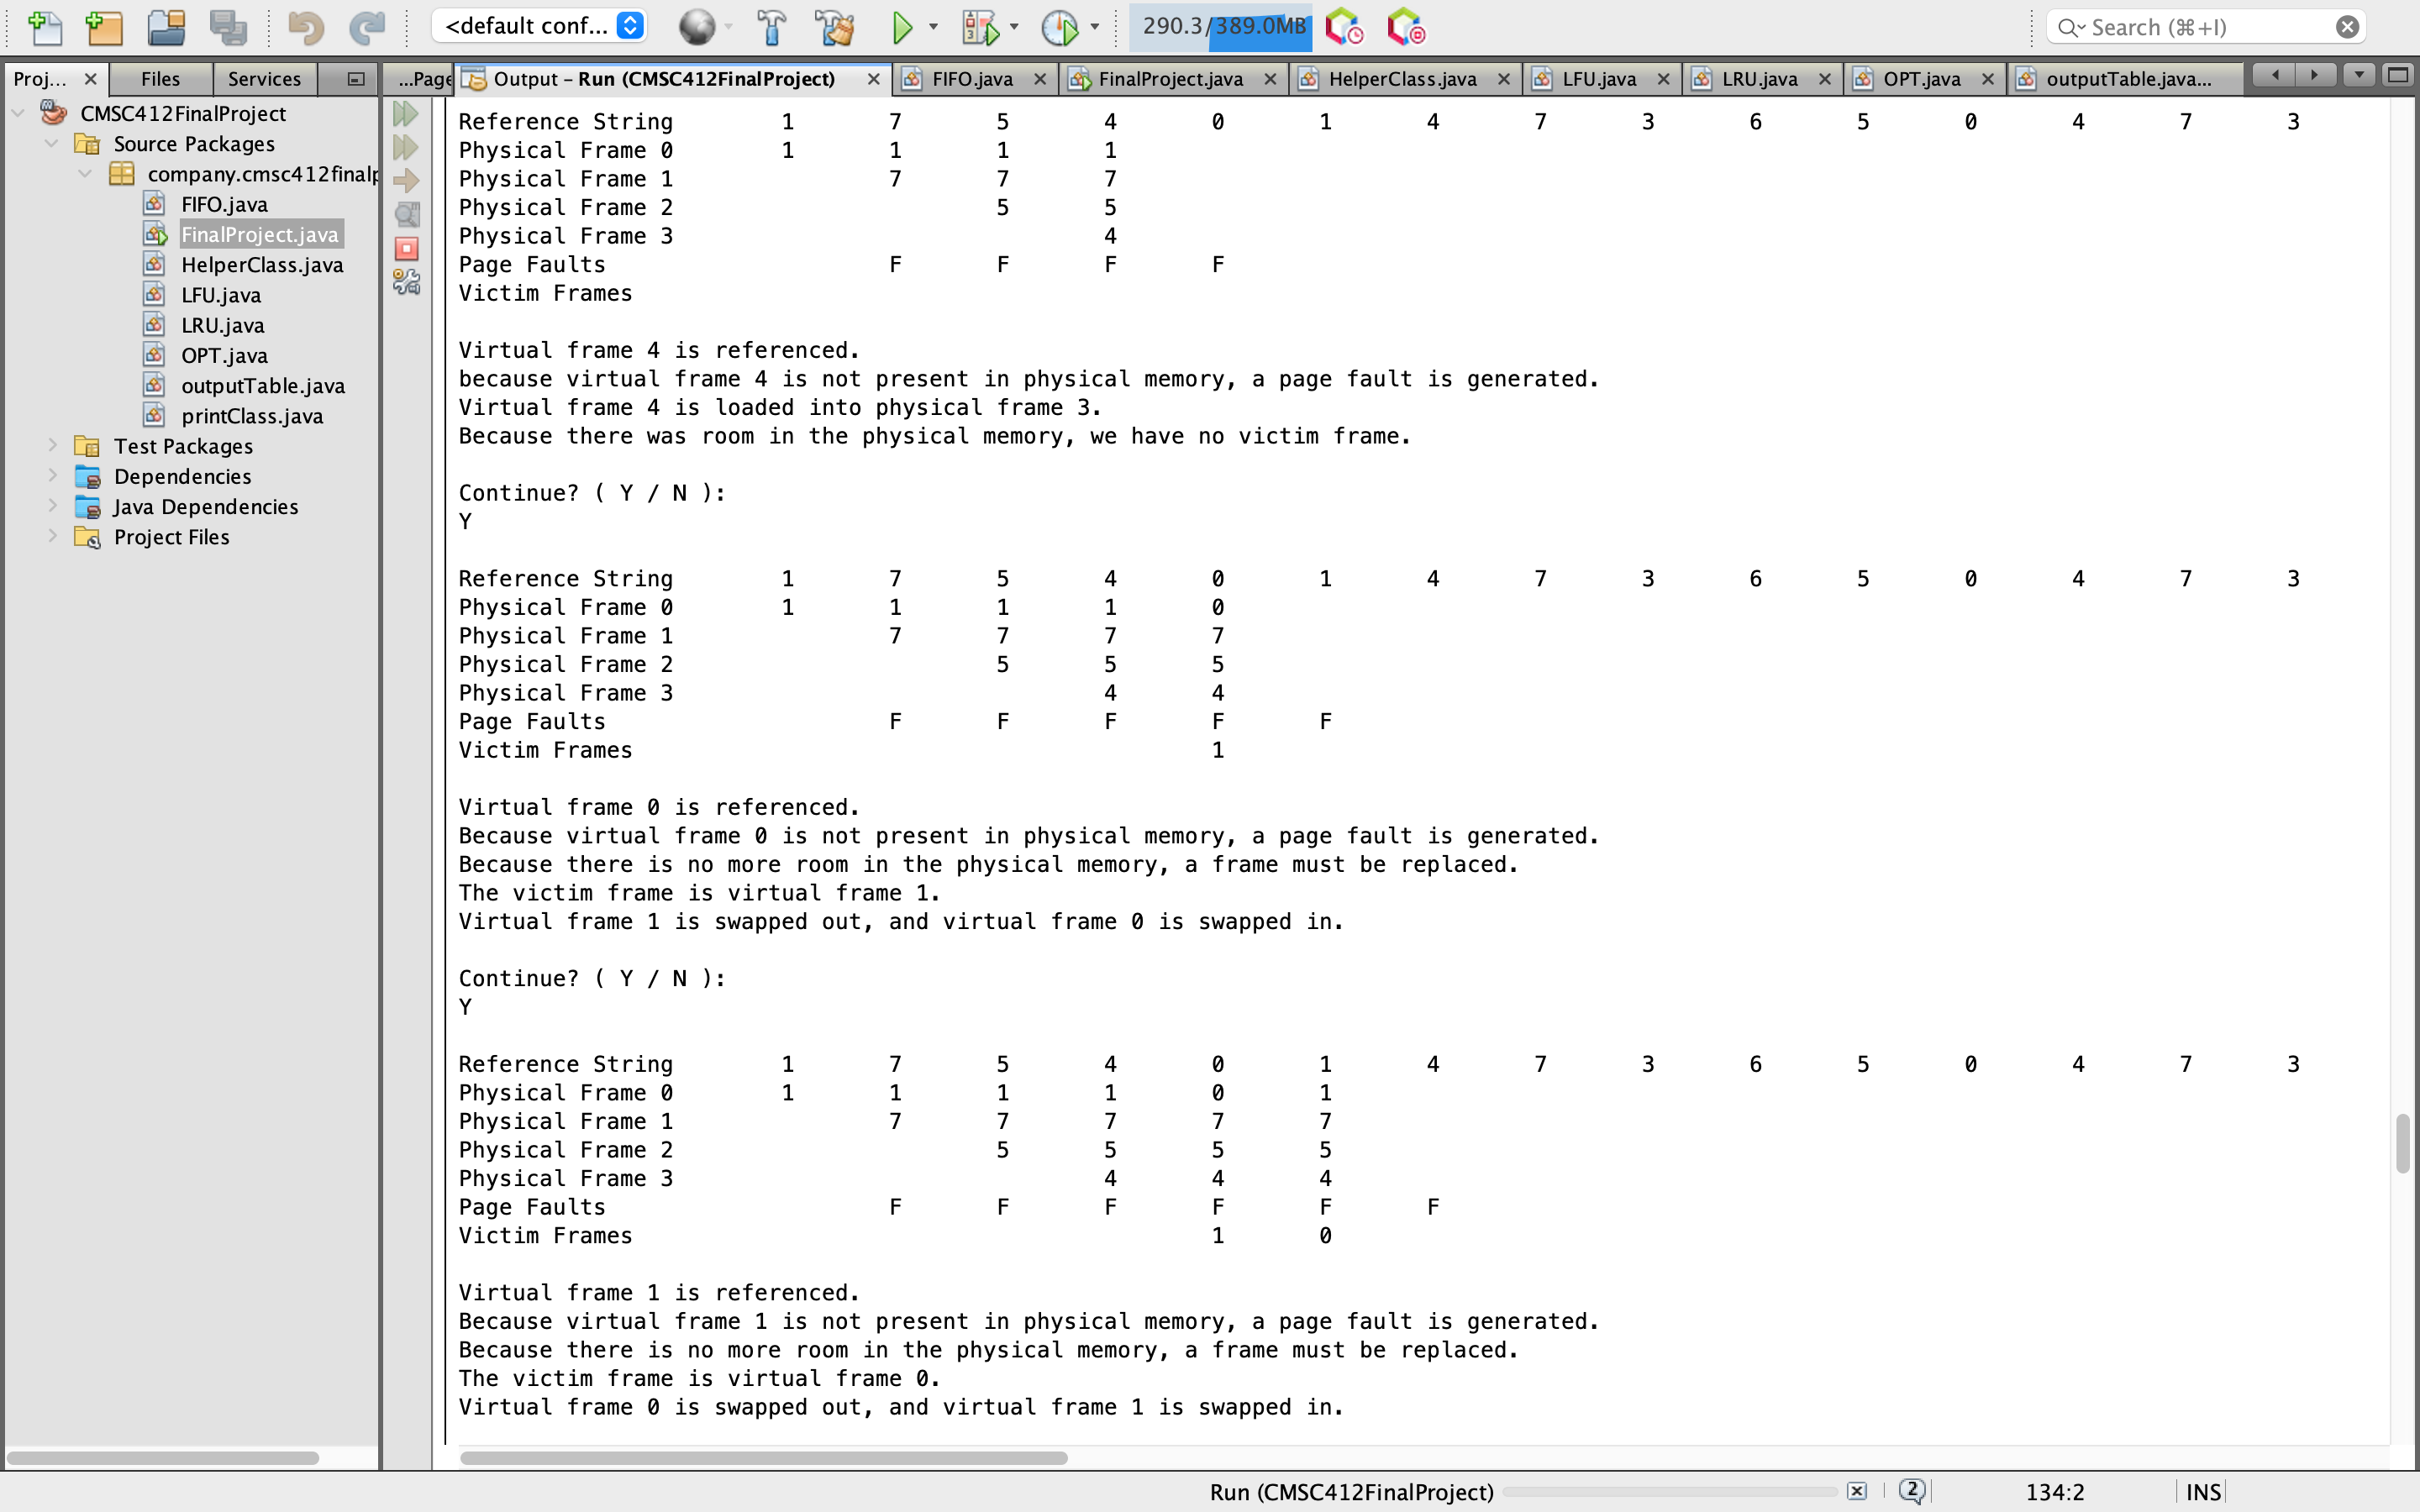 <default conf...
290.3/389.0MB
Search (⌘+I)
Proj... Files Services
...Page Output – Run (CMSC412FinalProject) FIFO.java FinalProject.java HelperClass.java LFU.java LRU.java OPT.java outputTable.java...
CMSC412FinalProject
Source Packages
company.cmsc412finalp
FIFO.java
FinalProject.java
HelperClass.java
LFU.java
LRU.java
OPT.java
outputTable.java
printClass.java
Test Packages
Dependencies
Java Dependencies
Project Files
Reference String 1 7 5 4 0 1 4 7 3 6 5 0 4 7 3
Physical Frame 0 1 1 1 1
Physical Frame 1 7 7 7
Physical Frame 2 5 5
Physical Frame 3 4
Page Faults F F F F
Victim Frames
Virtual frame 4 is referenced.
because virtual frame 4 is not present in physical memory, a page fault is generated.
Virtual frame 4 is loaded into physical frame 3.
Because there was room in the physical memory, we have no victim frame.
Continue? ( Y / N ):
Y
Reference String 1 7 5 4 0 1 4 7 3 6 5 0 4 7 3
Physical Frame 0 1 1 1 1 0
Physical Frame 1 7 7 7 7
Physical Frame 2 5 5 5
Physical Frame 3 4 4
Page Faults F F F F F
Victim Frames 1
Virtual frame 0 is referenced.
Because virtual frame 0 is not present in physical memory, a page fault is generated.
Because there is no more room in the physical memory, a frame must be replaced.
The victim frame is virtual frame 1.
Virtual frame 1 is swapped out, and virtual frame 0 is swapped in.
Continue? ( Y / N ):
Y
Reference String 1 7 5 4 0 1 4 7 3 6 5 0 4 7 3
Physical Frame 0 1 1 1 1 0 1
Physical Frame 1 7 7 7 7 7
Physical Frame 2 5 5 5 5
Physical Frame 3 4 4 4
Page Faults F F F F F F
Victim Frames 1 0
Virtual frame 1 is referenced.
Because virtual frame 1 is not present in physical memory, a page fault is generated.
Because there is no more room in the physical memory, a frame must be replaced.
The victim frame is virtual frame 0.
Virtual frame 0 is swapped out, and virtual frame 1 is swapped in.
Run (CMSC412FinalProject) 2 134:2 INS